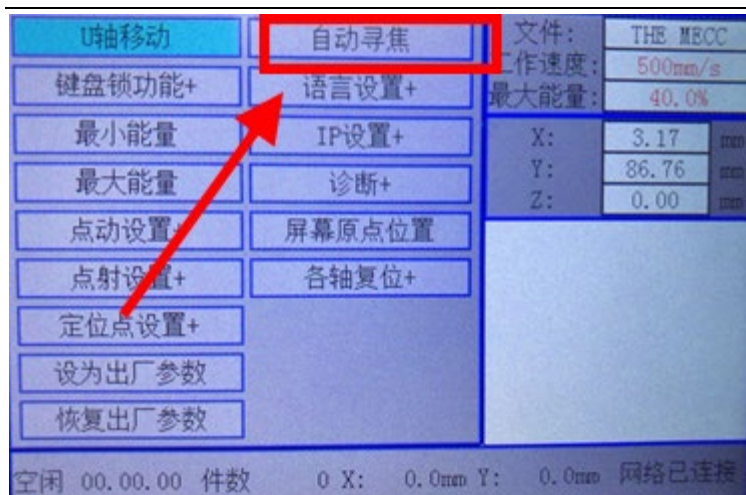 U轴移动
键盘锁功能+
最小能量
最大能量
点动设置+
点射设置+
定位点设置+
设为出厂参数
恢复出厂参数
自动寻焦
语言设置+
IP设置+
诊断+
屏幕原点位置
各轴复位+
文件: THE MECC
工作速度: 500mm/s
最大能量: 40.0%
X: 3.17 mm
Y: 86.76 mm
Z: 0.00 mm
空闲 00.00.00 件数 0 X: 0.0mm Y: 0.0mm 网络已连接